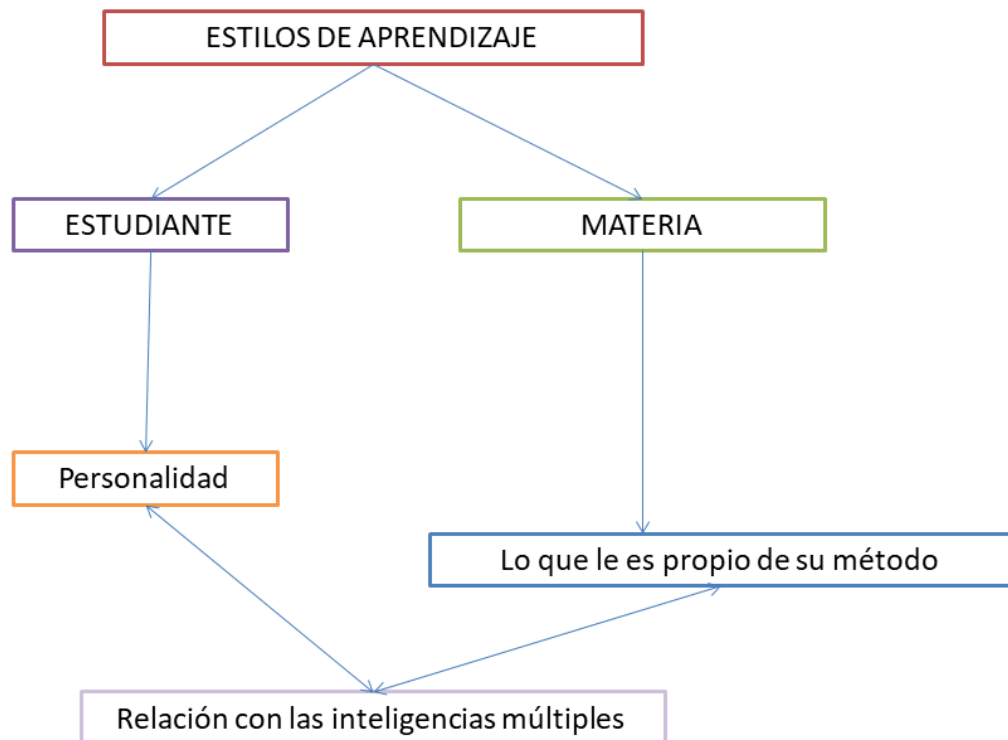 ESTILOS DE APRENDIZAJE
ESTUDIANTE
MATERIA
Personalidad
Lo que le es propio de su método
Relación con las inteligencias múltiples